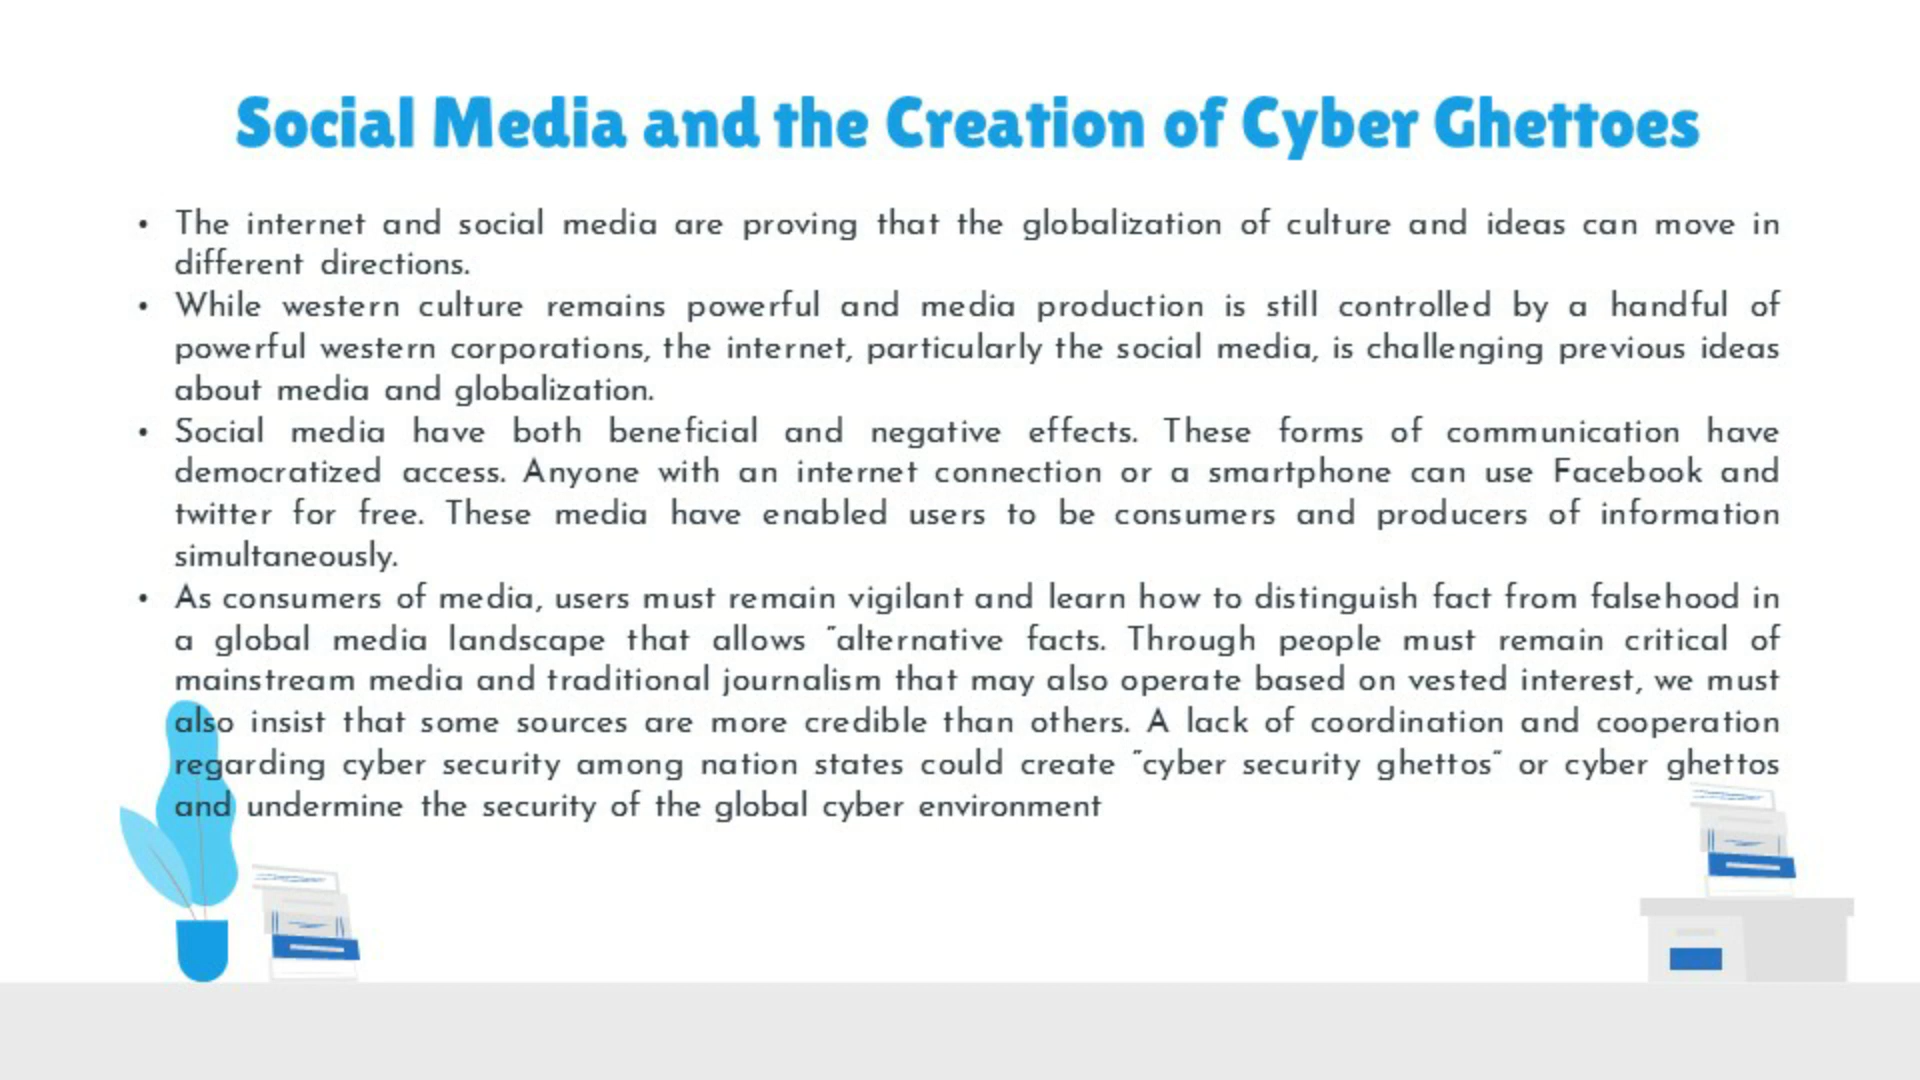 Social Media and the Creation of Cyber Ghettoes
• The internet and social media are proving that the globalization of culture and ideas can move in
different directions.
• While western culture remains powerful and media production is still controlled by a handful of
powerful western corporations, the internet, particularly the social media, is challenging previous ideas
about media and globalization.
• Social media have both beneficial and negative effects. These forms of communication have
democratized access. Anyone with an internet connection or a smartphone can use Facebook and
twitter for free. These media have enabled users to be consumers and producers of information
simultaneously.
• As consumers of media, users must remain vigilant and learn how to distinguish fact from falsehood in
a global media landscape that allows “alternative facts. Through people must remain critical of
mainstream media and traditional journalism that may also operate based on vested interest, we must
also insist that some sources are more credible than others. A lack of coordination and cooperation
regarding cyber security among nation states could create “cyber security ghettos” or cyber ghettos
and undermine the security of the global cyber environment